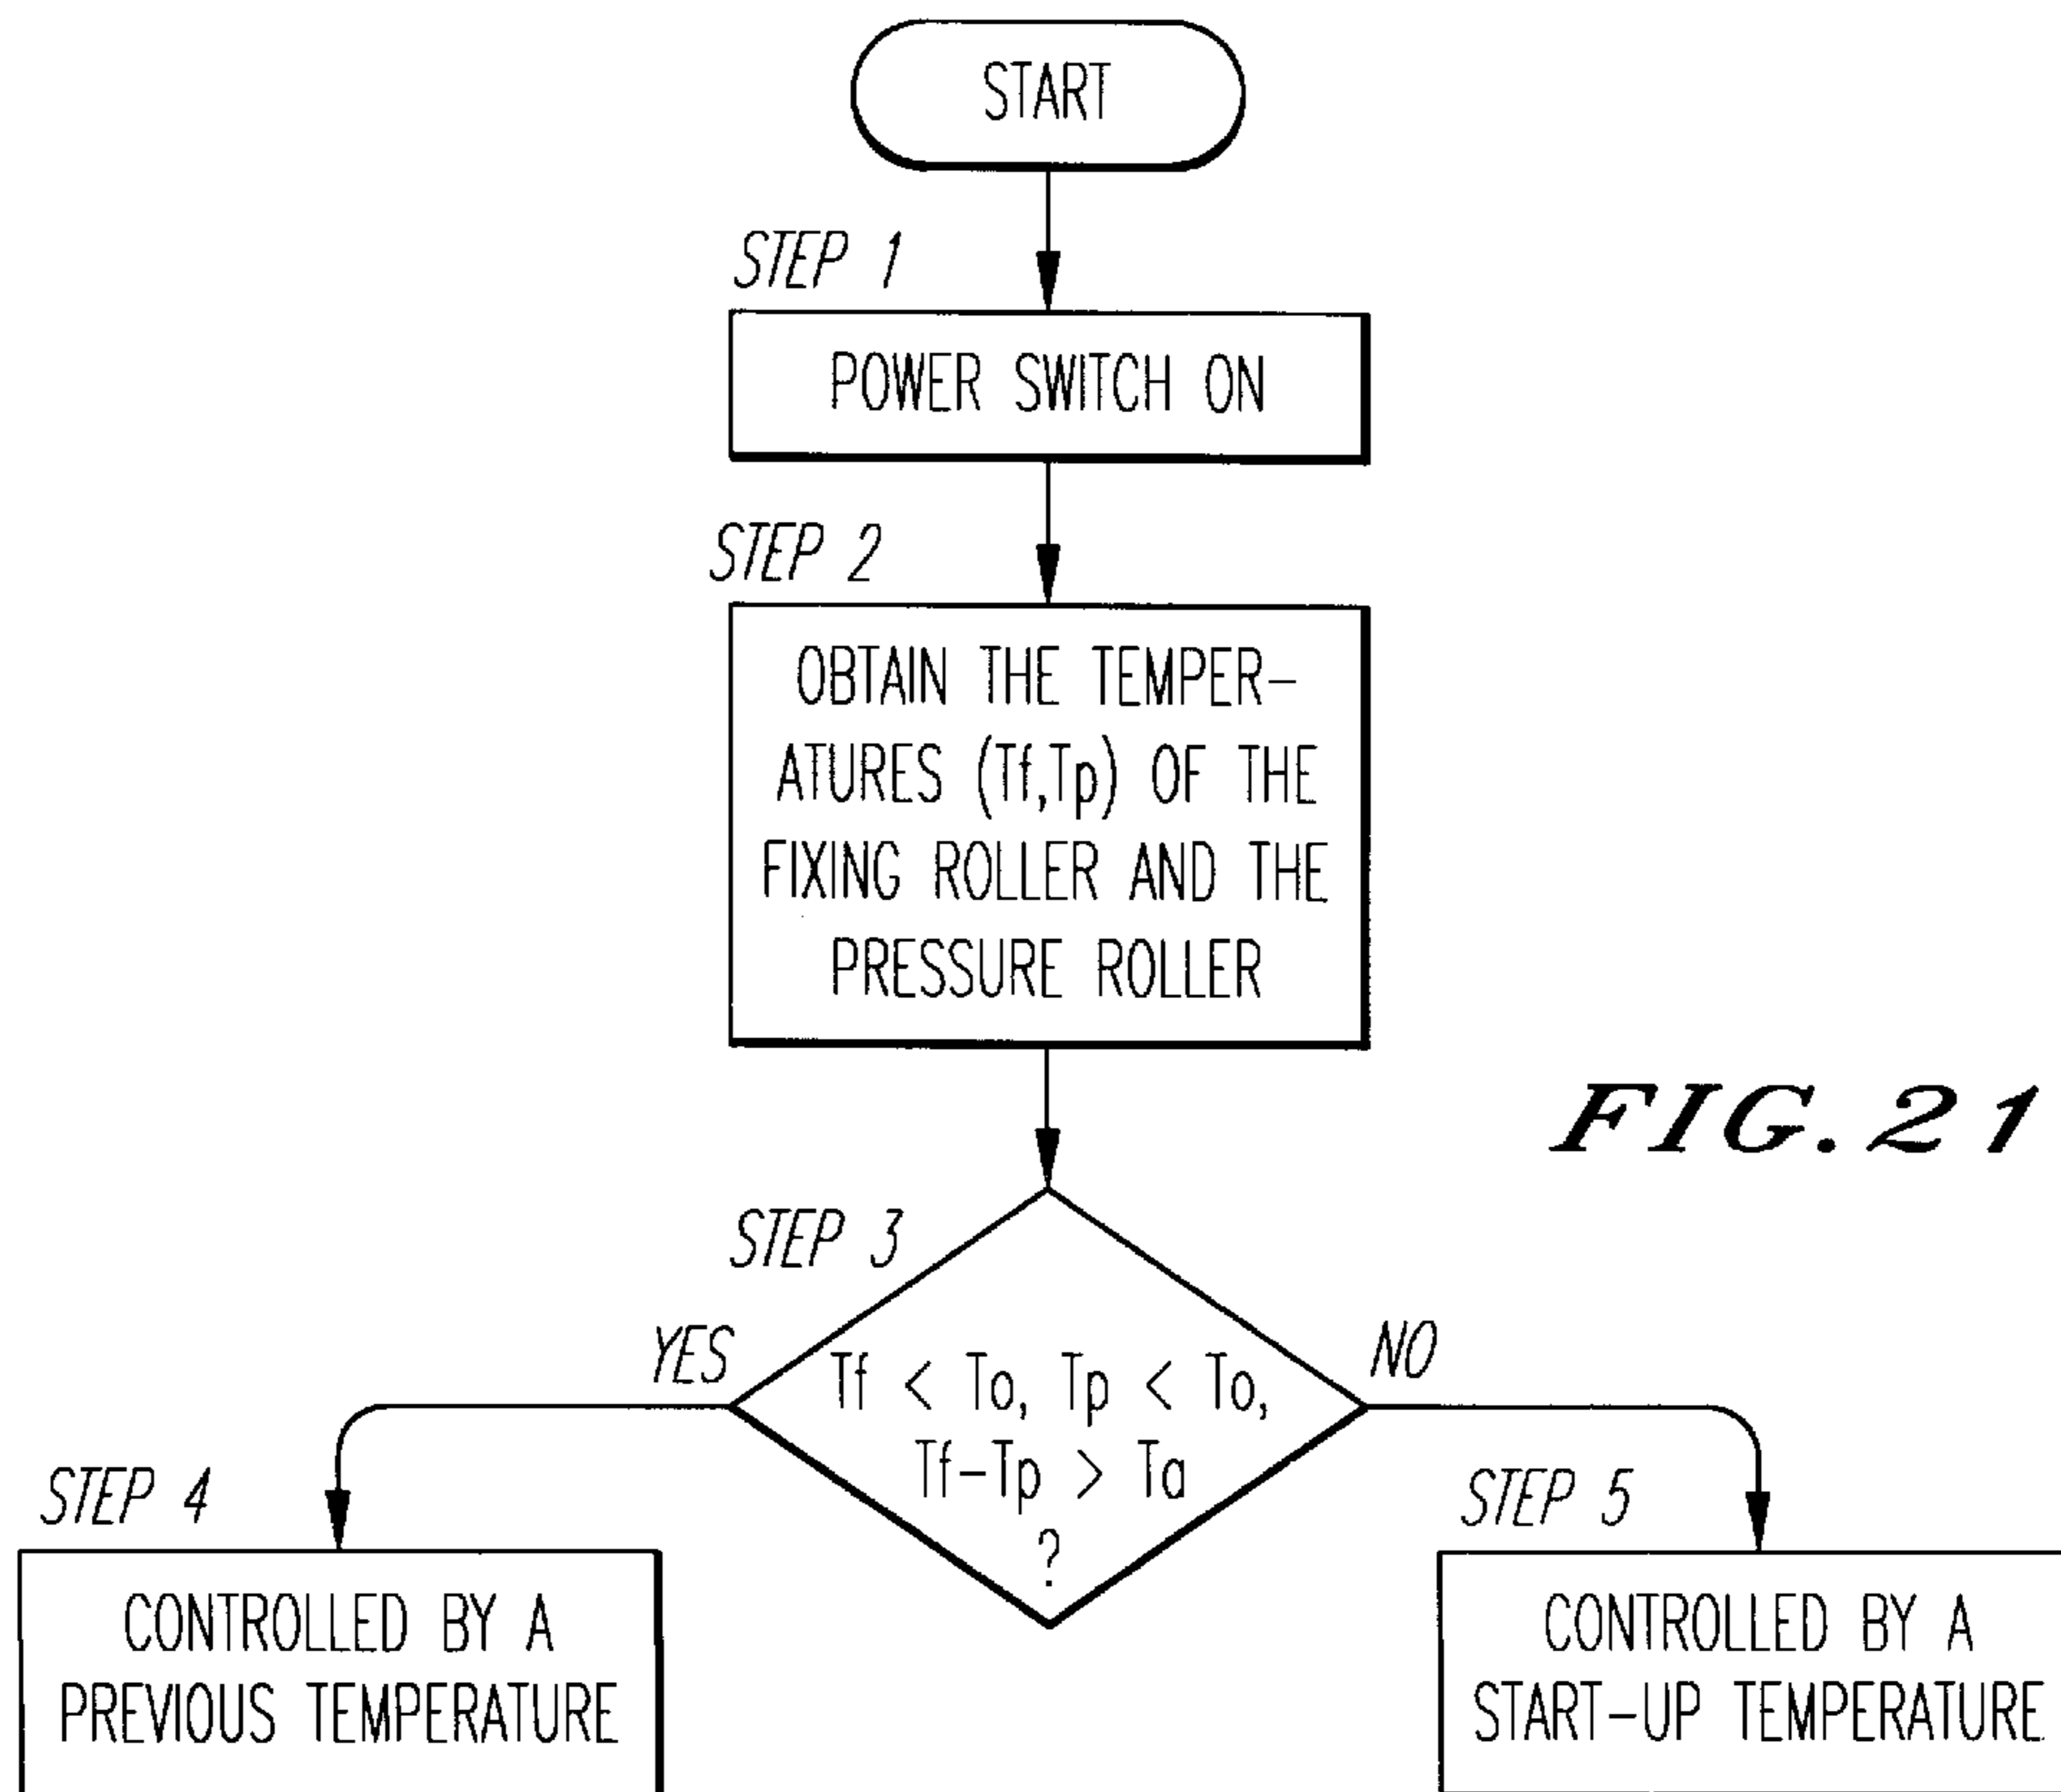 START
STEP 1
POWER SWITCH ON
STEP 2
OBTAIN THE TEMPER-
ATURES (Tf,Tp) OF THE
FIXING ROLLER AND THE
PRESSURE ROLLER
FIG. 21
STEP 3
YES
NO
Tf < To, Tp < To,
Tf-Tp > Ta
?
STEP 4
CONTROLLED BY A
PREVIOUS TEMPERATURE
STEP 5
CONTROLLED BY A
START-UP TEMPERATURE